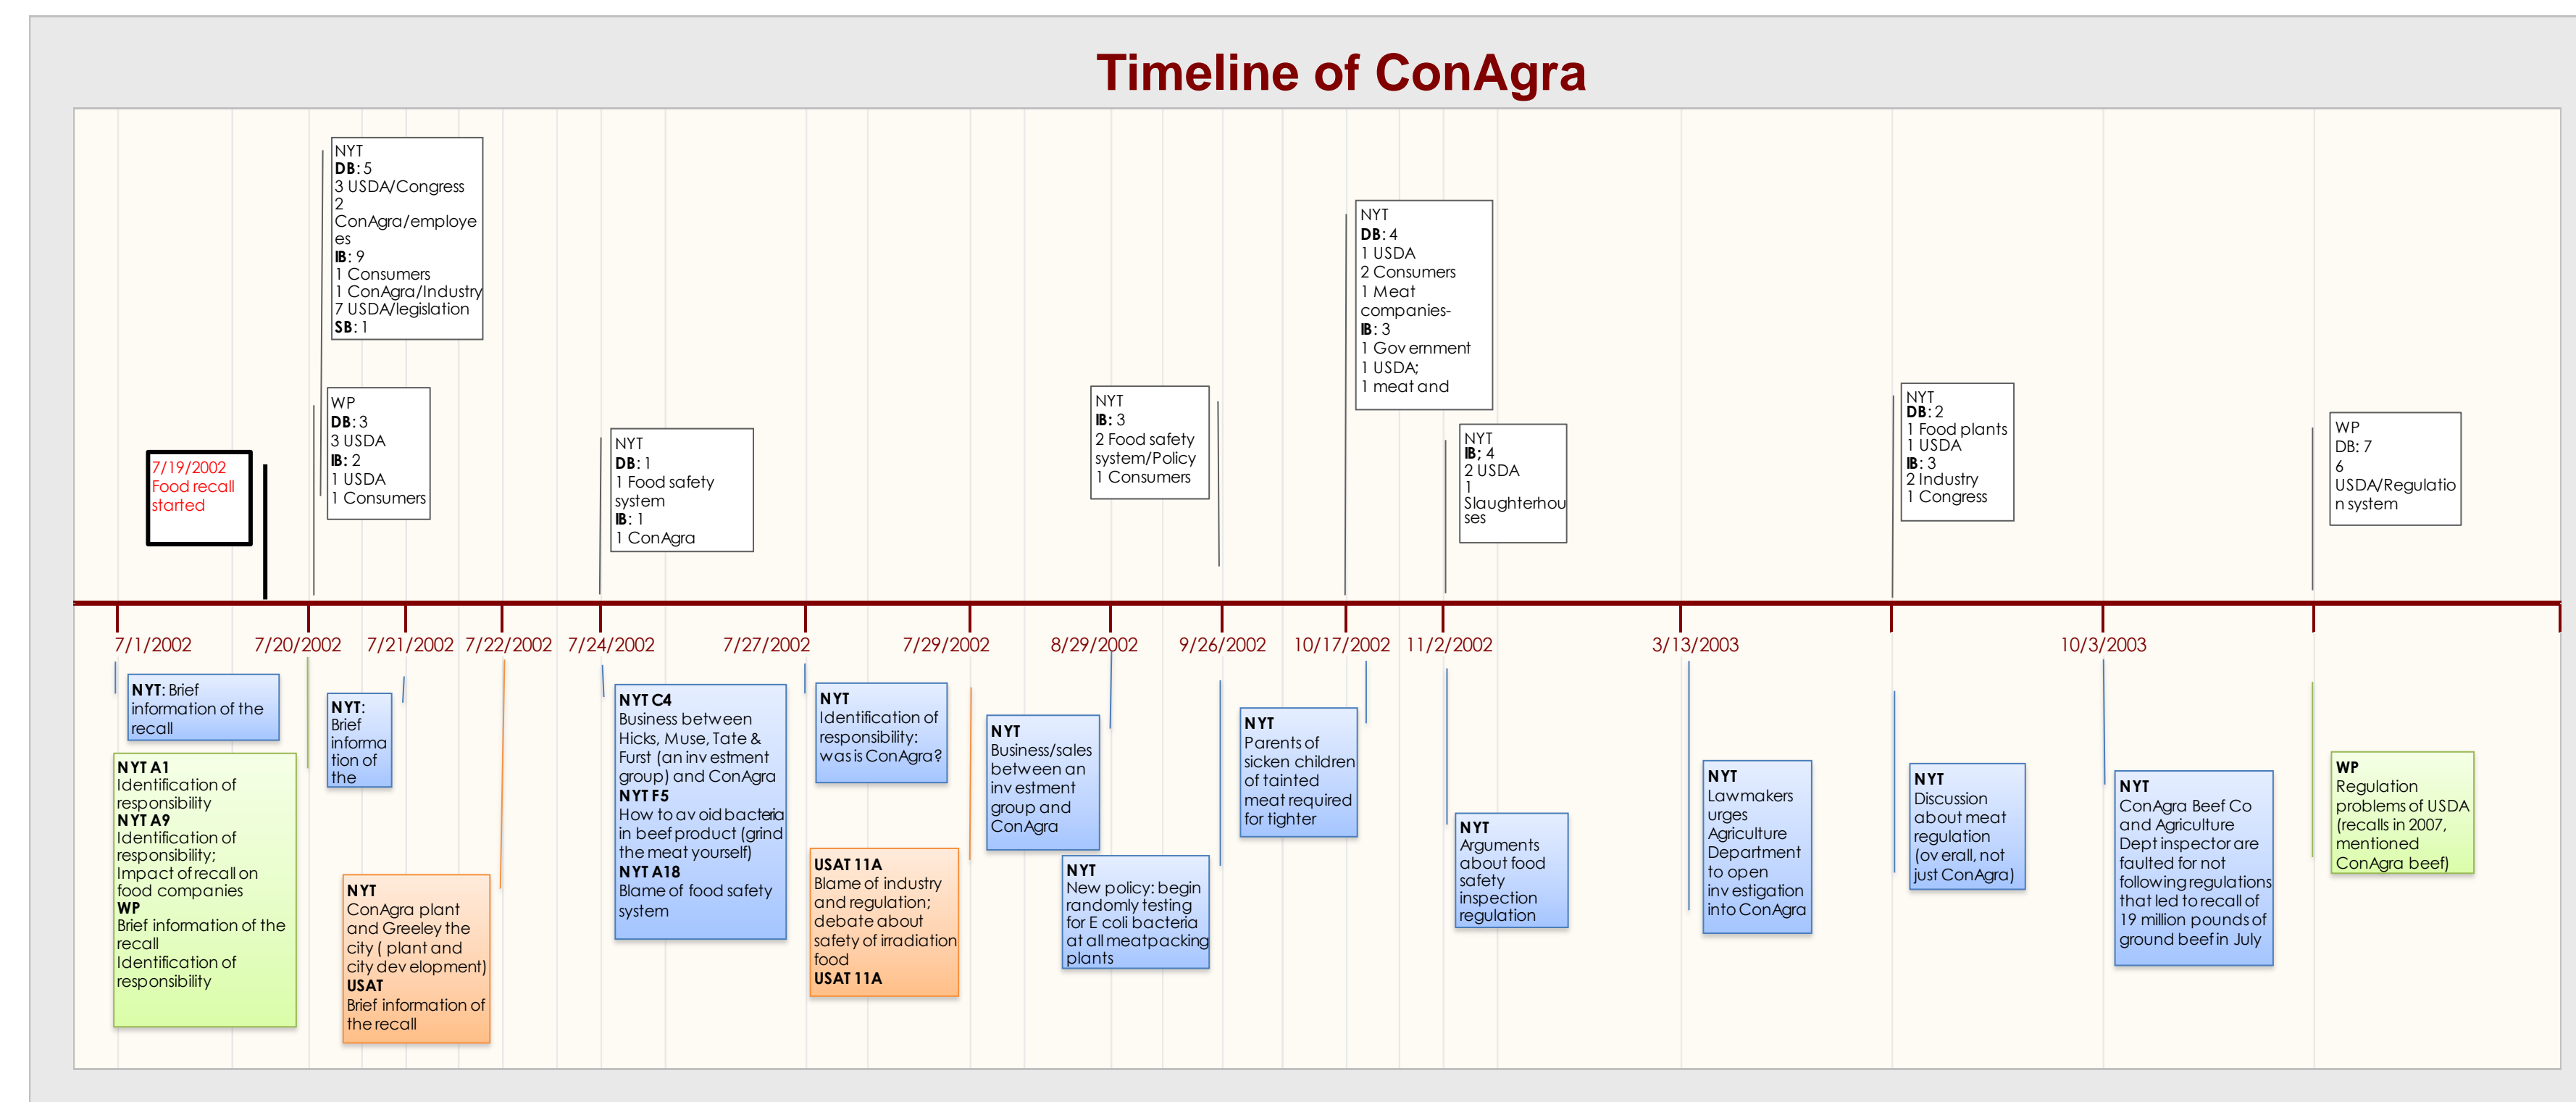 Timeline of ConAgra
NYT
DB: 5
3 USDA/Congress
2
ConAgra/employe
es
IB: 9
1 Consumers
1 ConAgra/Industry
7 USDA/legislation
SB: 1
WP
DB: 3
3 USDA
IB: 2
1 USDA
1 Consumers
7/19/2002
Food recall
started
NYT
DB: 1
1 Food safety
system
IB: 1
1 ConAgra
NYT
IB: 3
2 Food safety
system/Policy
1 Consumers
NYT
DB: 4
1 USDA
2 Consumers
1 Meat
companies-
IB: 3
1 Government
1 USDA;
1 meat and
NYT
IB; 4
2 USDA
1
Slaughterhou
ses
NYT
DB: 2
1 Food plants
1 USDA
IB: 3
2 Industry
1 Congress
WP
DB: 7
6
USDA/Regulatio
n system
7/1/2002
7/20/2002
7/21/2002
7/22/2002
7/24/2002
7/27/2002
7/29/2002
8/29/2002
9/26/2002
10/17/2002
11/2/2002
3/13/2003
10/3/2003
NYT: Brief
information of the
recall
NYT A1
Identification of
responsibility
NYT A9
Identification of
responsibility;
Impact of recall on
food companies
WP
Brief information of the
recall
Identification of
responsibility
NYT:
Brief
informa
tion of
the
NYT
ConAgra plant
and Greeley the
city ( plant and
city development)
USAT
Brief information of
the recall
NYT C4
Business between
Hicks, Muse, Tate &
Furst (an investment
group) and ConAgra
NYT F5
How to avoid bacteria
in beef product (grind
the meat yourself)
NYT A18
Blame of food safety
system
NYT
Identification of
responsibility:
was is ConAgra?
USAT 11A
Blame of industry
and regulation;
debate about
safety of irradiation
food
USAT 11A
NYT
Business/sales
between an
investment
group and
ConAgra
NYT
New policy: begin
randomly testing
for E coli bacteria
at all meatpacking
plants
NYT
Parents of
sicken children
of tainted
meat required
for tighter
NYT
Arguments
about food
safety
inspection
regulation
NYT
Lawmakers
urges
Agriculture
Department
to open
investigation
into ConAgra
NYT
Discussion
about meat
regulation
(overall, not
just ConAgra)
NYT
ConAgra Beef Co
and Agriculture
Dept inspector are
faulted for not
following regulations
that led to recall of
19 million pounds of
ground beef in July
WP
Regulation
problems of USDA
(recalls in 2007,
mentioned
ConAgra beef)